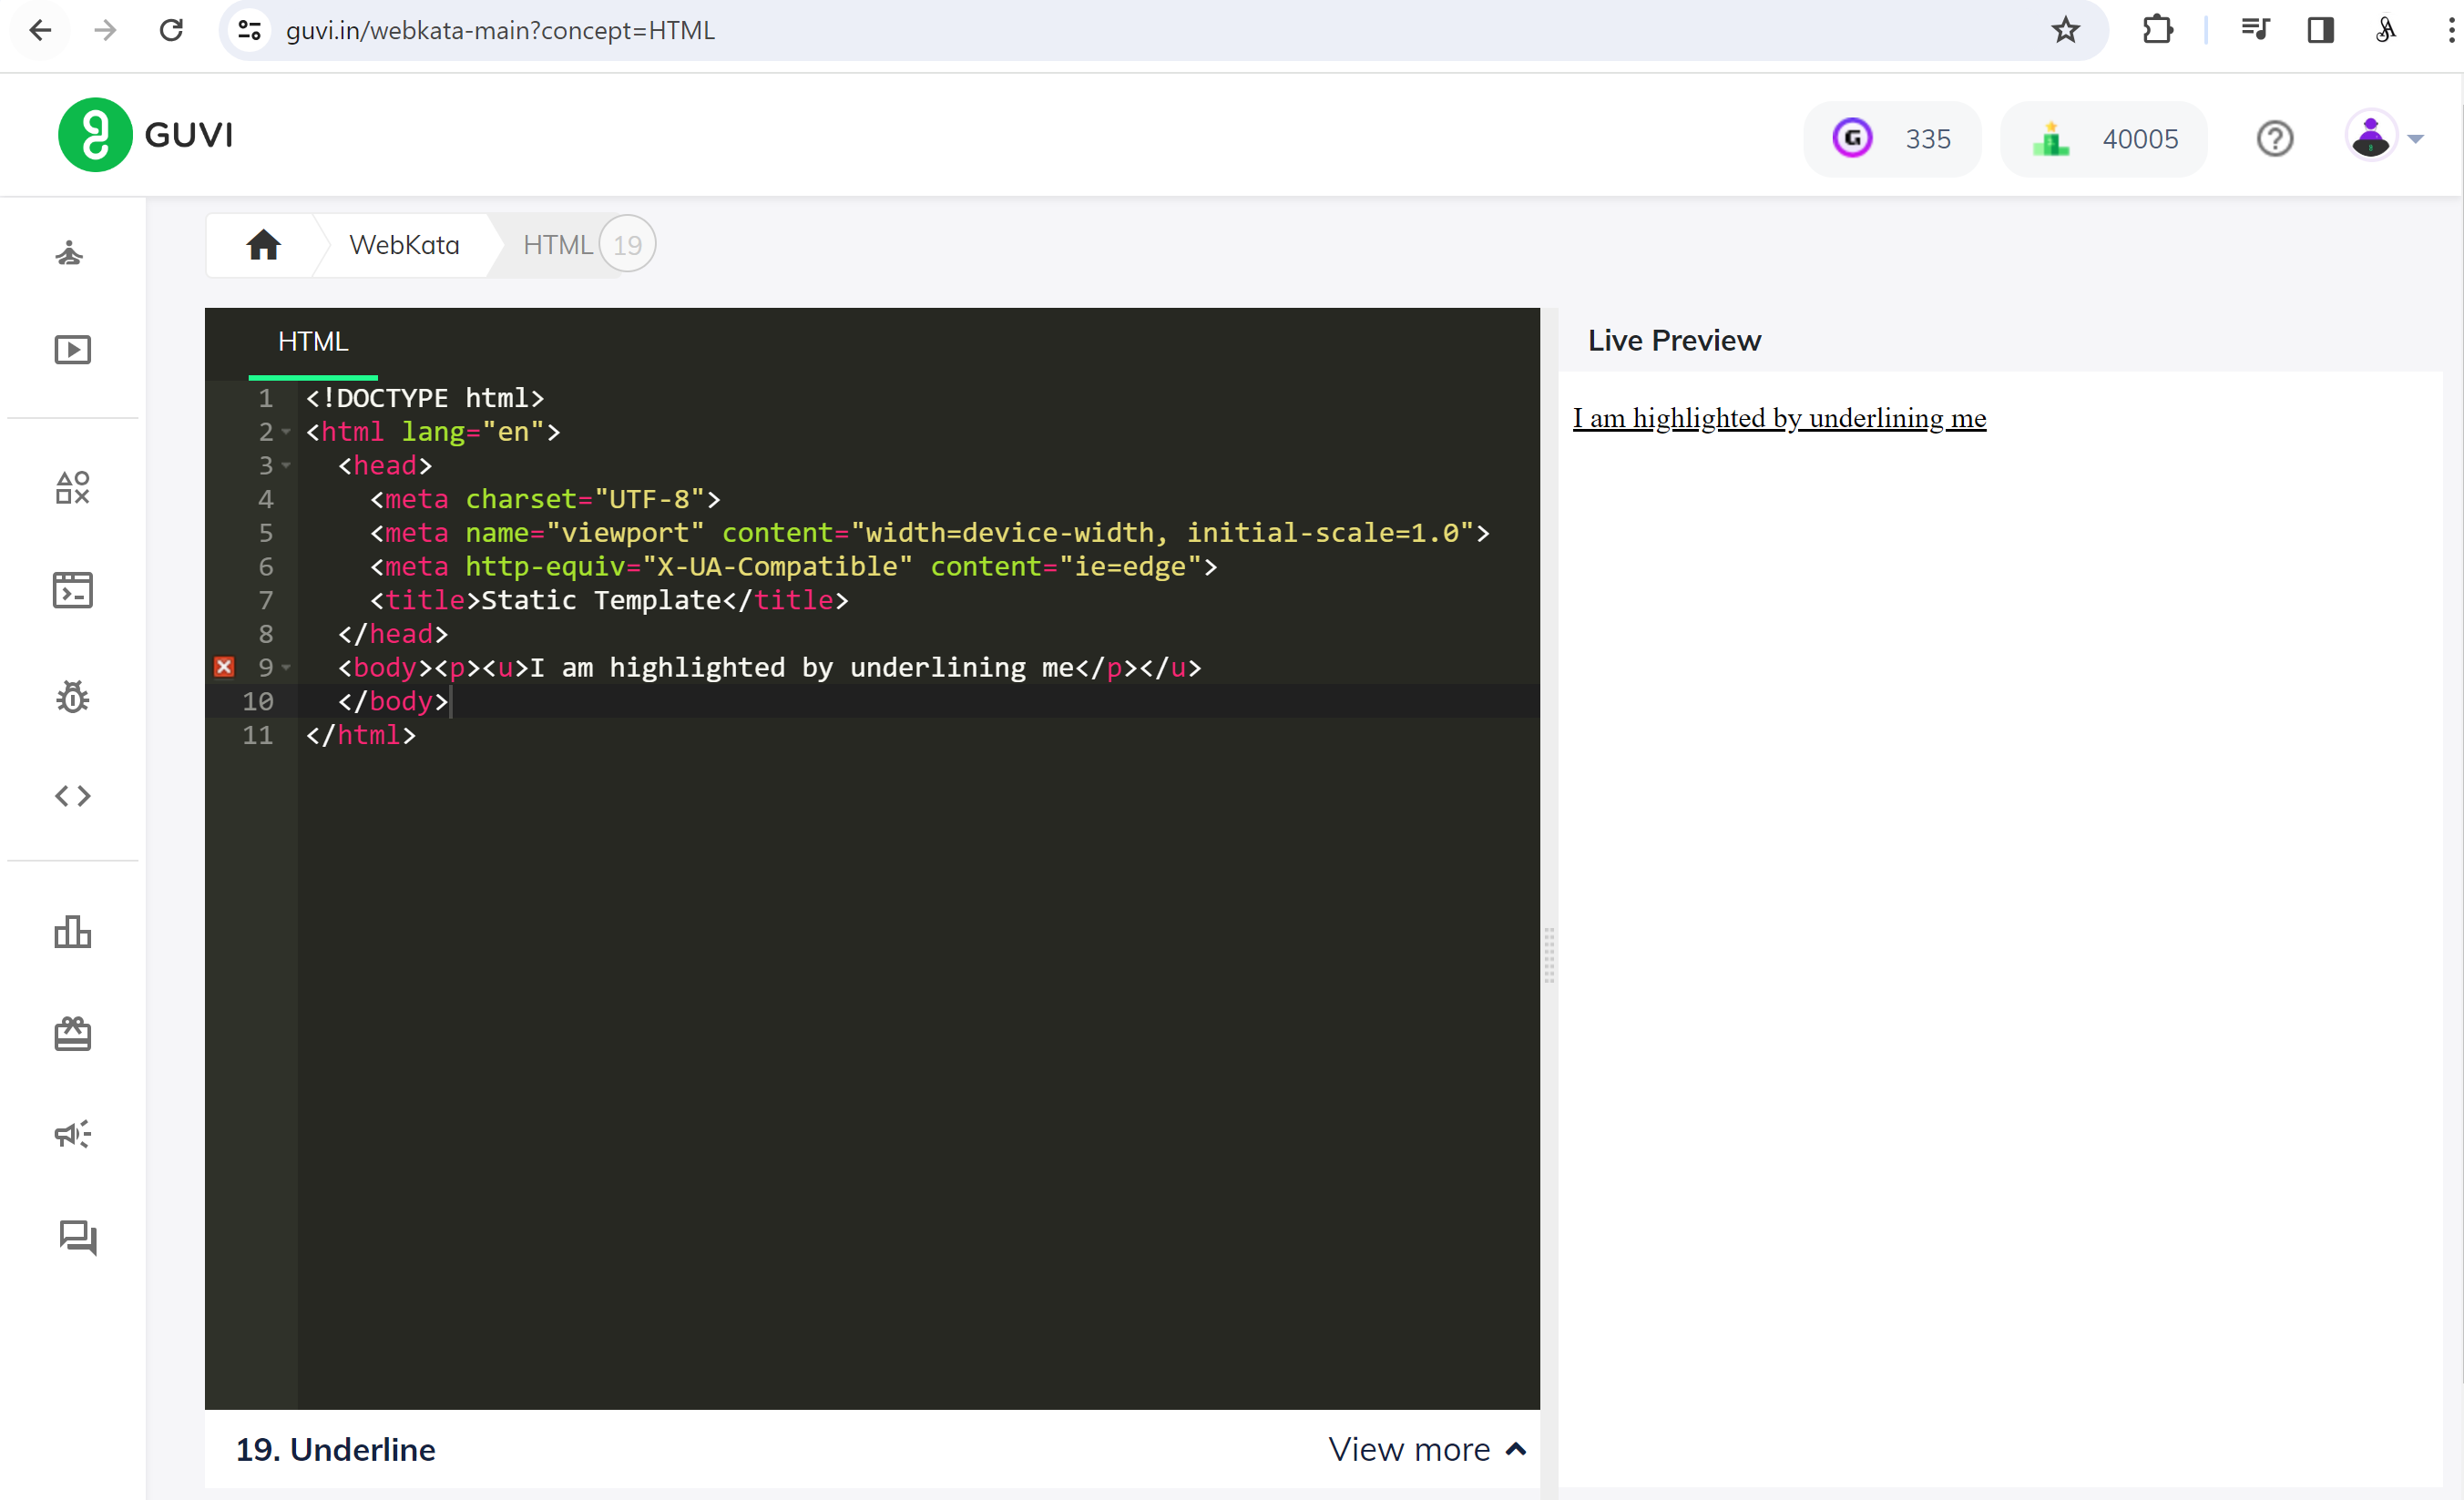 guvi.in/webkata-main?concept=HTML
GUVI
335
40005
WebKata
HTML 19
HTML
1 <!DOCTYPE html>
2 <html lang="en">
3 <head>
4 <meta charset="UTF-8">
5 <meta name="viewport" content="width=device-width, initial-scale=1.0">
6 <meta http-equiv="X-UA-Compatible" content="ie=edge">
7 <title>Static Template</title>
8 </head>
9 <body><p><u>I am highlighted by underlining me</p></u>
10 </body>
11 </html>
19. Underline
View more
Live Preview
I am highlighted by underlining me